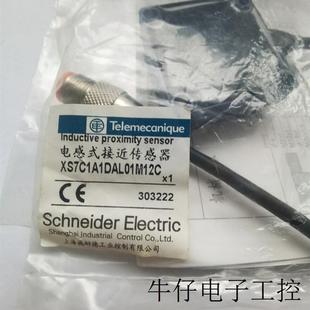 Telemecanique
Inductive proximity sensor
电感式接近传感器
XS7C1A1DAL01M12C
x1
CE
303222
Schneider Electric
Shanghai Industrial Control Co., Ltd.
牛仔电子工控